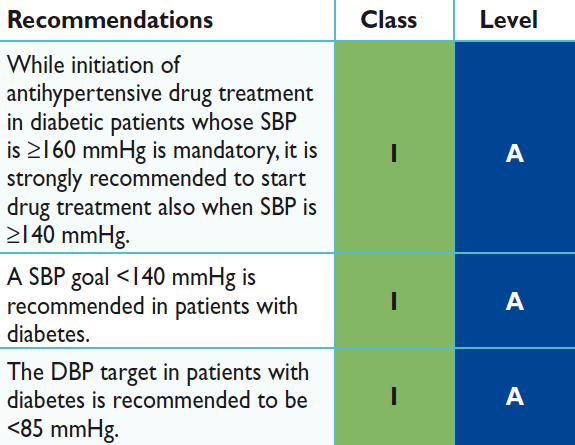 Recommendations Class Level
While initiation of
antihypertensive drug treatment
in diabetic patients whose SBP
is ≥160 mmHg is mandatory, it is
strongly recommended to start
drug treatment also when SBP is
≥140 mmHg.
I A
A SBP goal <140 mmHg is
recommended in patients with
diabetes.
I A
The DBP target in patients with
diabetes is recommended to be
<85 mmHg.
I A